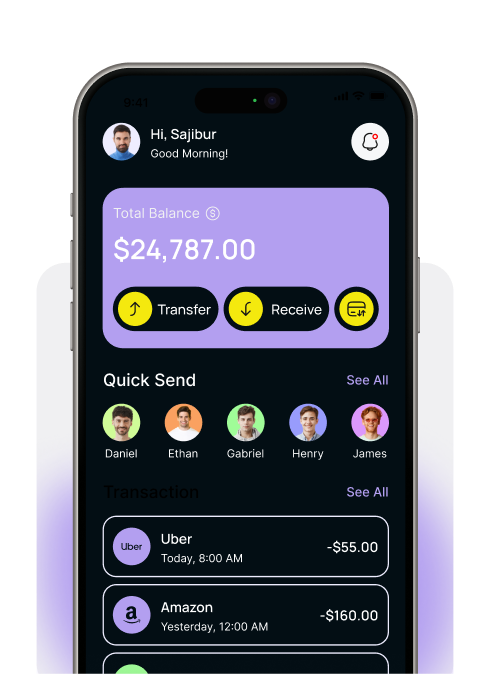 9:41
Hi, Sajibur
Good Morning!
Total Balance
$24,787.00
Transfer
Receive
Quick Send
See All
Daniel
Ethan
Gabriel
Henry
James
Transaction
See All
Uber
Uber
Today, 8:00 AM
-$55.00
a
Amazon
Yesterday, 12:00 AM
-$160.00